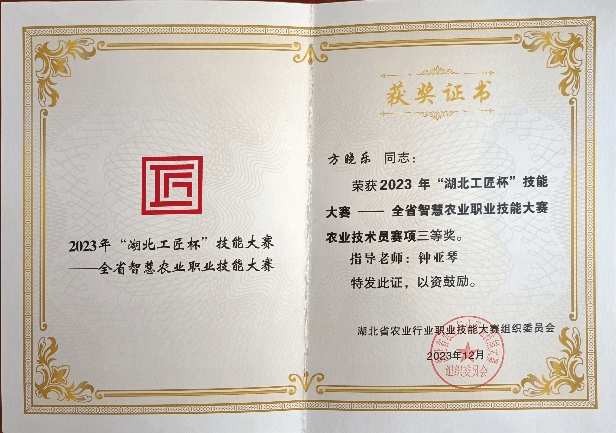 2023年“湖北工匠杯”技能大赛
——全省智慧农业职业技能大赛
获奖证书
方晓乐 同志：
荣获2023年“湖北工匠杯”技能
大赛 —— 全省智慧农业职业技能大赛
农业技术员赛项三等奖。
指导老师：钟亚琴
特发此证，以资鼓励。
湖北省农业行业职业技能大赛组织委员会
2023年12月
组织委员会